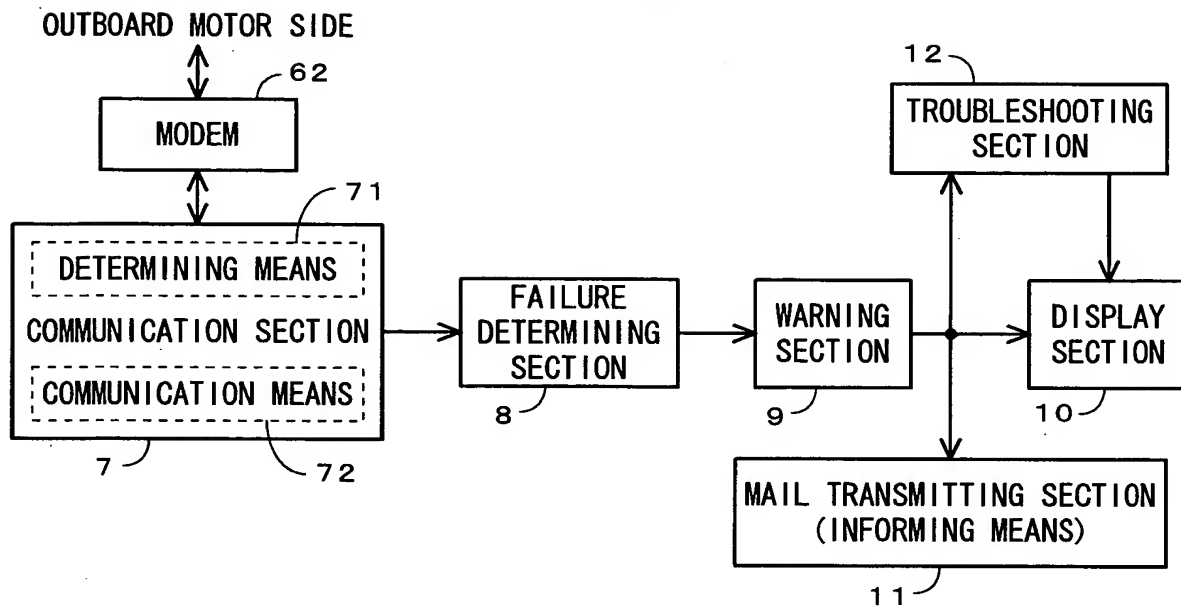 OUTBOARD MOTOR SIDE
62
MODEM
71
DETERMINING MEANS
COMMUNICATION SECTION
COMMUNICATION MEANS
7
72
FAILURE
DETERMINING
SECTION
8
WARNING
SECTION
9
12
TROUBLESHOOTING
SECTION
DISPLAY
SECTION
10
MAIL TRANSMITTING SECTION
(INFORMING MEANS)
11